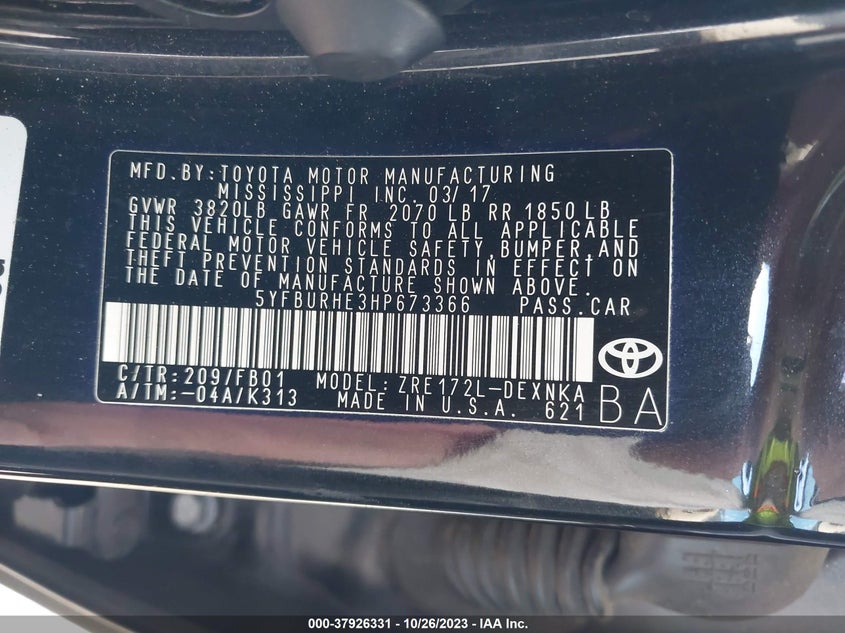 MFD.BY:TOYOTA MOTOR MANUFACTURING
MISSISSIPPI INC. 03/17
GVWR 3820LB GAWR FR 2070 LB RR 1850 LB
THIS VEHICLE CONFORMS TO ALL APPLICABLE
FEDERAL MOTOR VEHICLE SAFETY, BUMPER, AND
THEFT PREVENTION STANDARDS IN EFFECT ON
THE DATE OF MANUFACTURE SHOWN ABOVE.
5YFBURHE3HP673366 PASS.CAR
C/TR:209/FB01 MODEL: ZRE172L-DEXNKA
A/TM:-04A/K313 MADE IN U.S.A. 621
BA
000-37926331 - 10/26/2023 - IAA Inc.